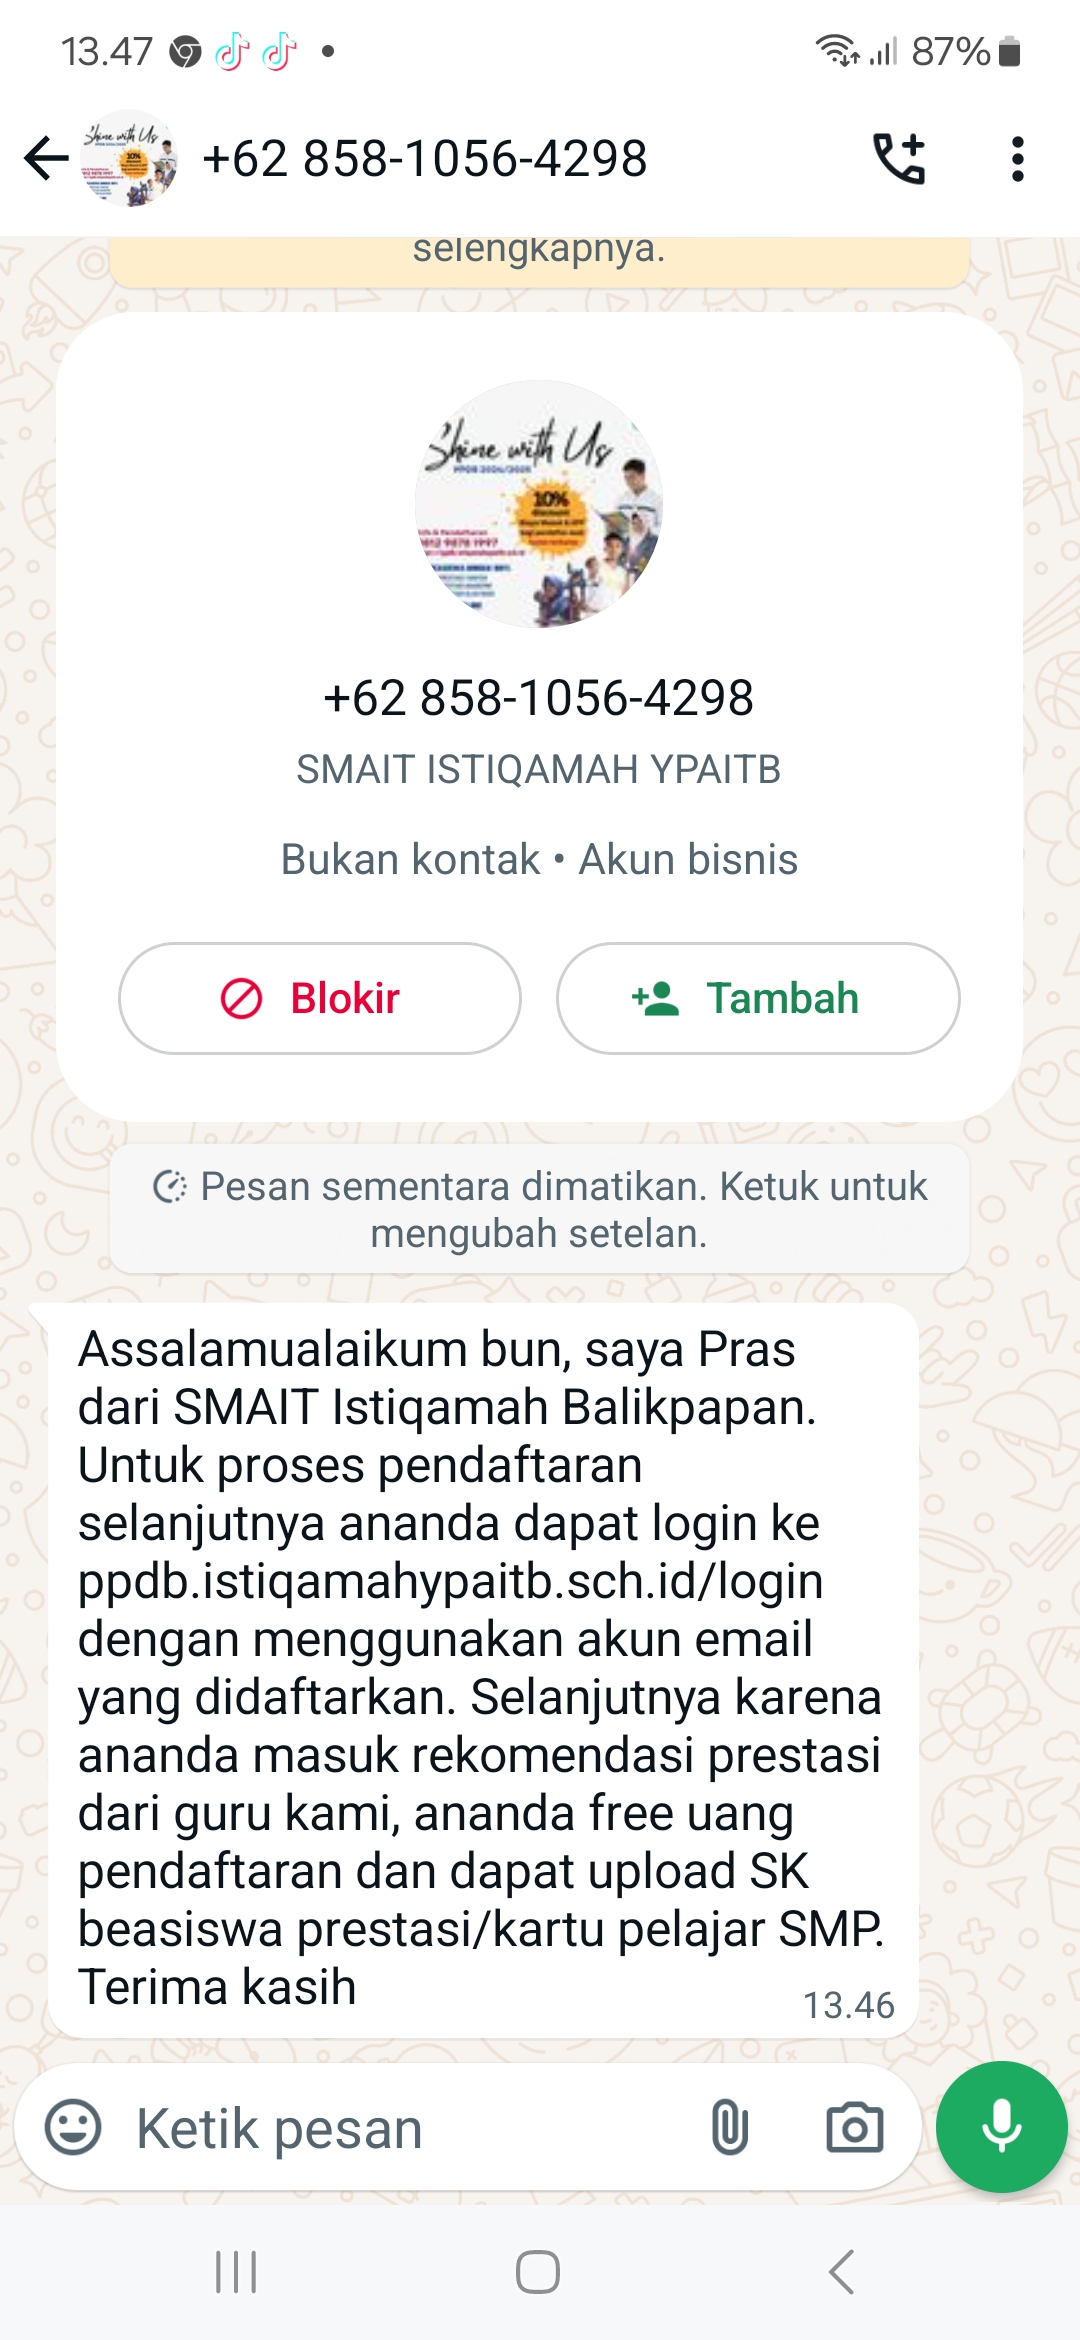 13.47
87%
+62 858-1056-4298
selengkapnya.
Shine with Us
10%
+62 858-1056-4298
SMAIT ISTIQAMAH YPAITB
Bukan kontak • Akun bisnis
Blokir
Tambah
Pesan sementara dimatikan. Ketuk untuk
mengubah setelan.
Assalamualaikum bun, saya Pras
dari SMAIT Istiqamah Balikpapan.
Untuk proses pendaftaran
selanjutnya ananda dapat login ke
ppdb.istiqamahypaitb.sch.id/login
dengan menggunakan akun email
yang didaftarkan. Selanjutnya karena
ananda masuk rekomendasi prestasi
dari guru kami, ananda free uang
pendaftaran dan dapat upload SK
beasiswa prestasi/kartu pelajar SMP.
Terima kasih
13.46
Ketik pesan